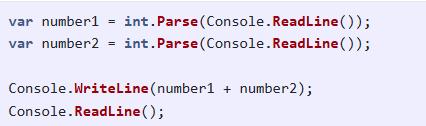 var number1 = int.Parse(Console.ReadLine());
var number2 = int.Parse(Console.ReadLine());
Console.WriteLine(number1 + number2);
Console.ReadLine();